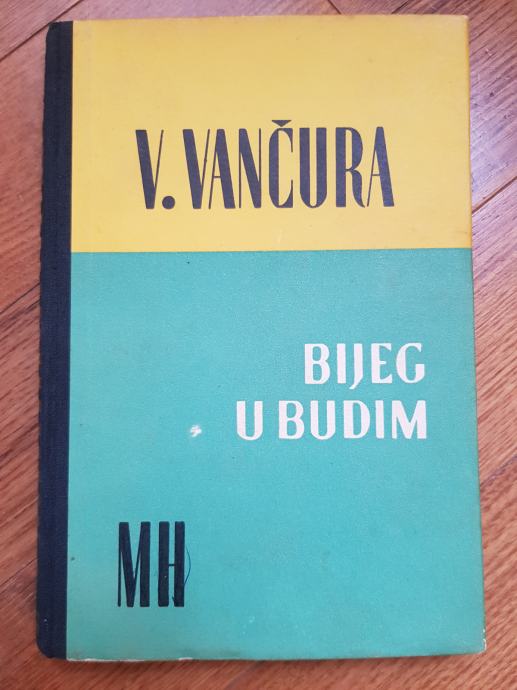 V. VANČURA
BIJEG
U BUDIM
MH